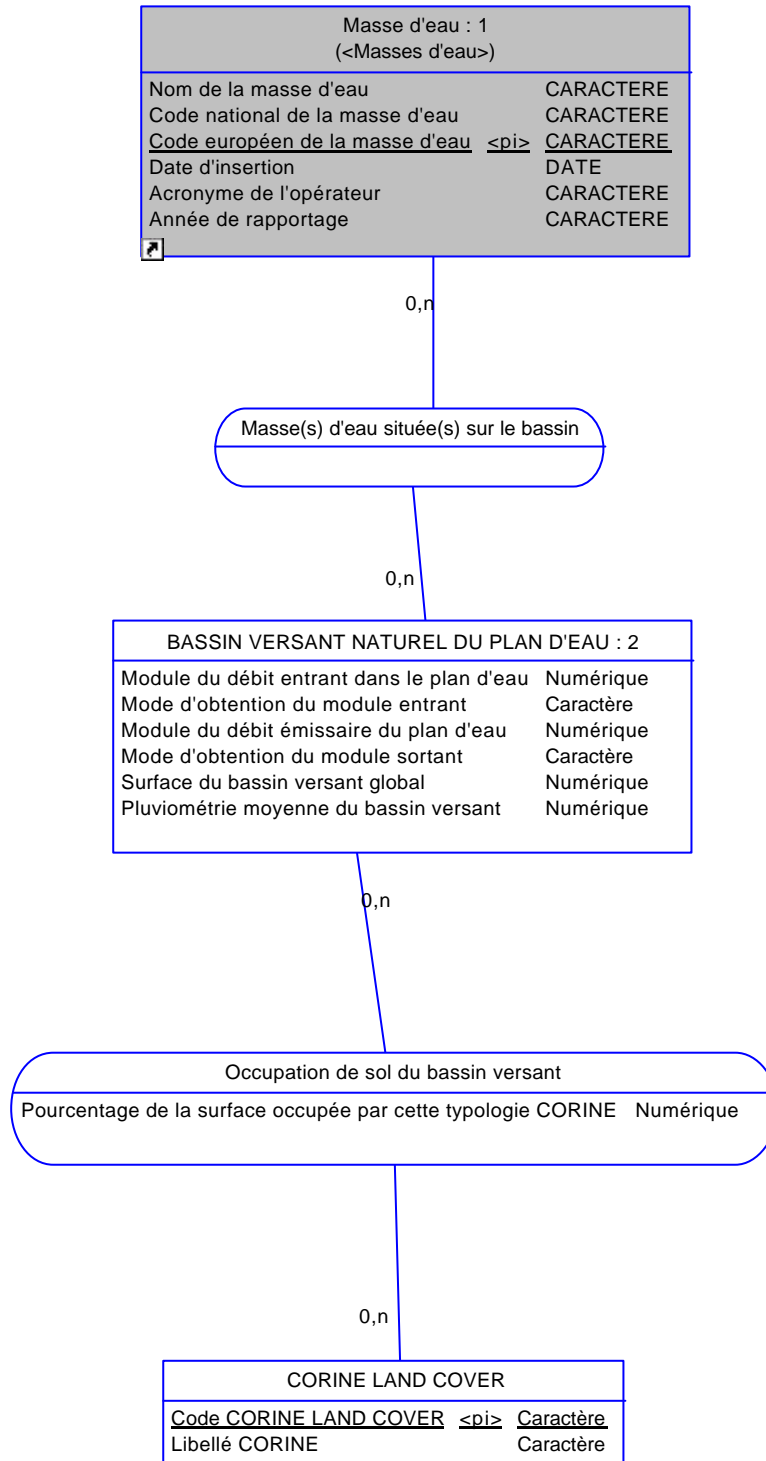 Masse d'eau : 1
(<Masses d'eau>)
Nom de la masse d'eau CARACTERE
Code national de la masse d'eau CARACTERE
Code européen de la masse d'eau <pi> CARACTERE
Date d'insertion DATE
Acronyme de l'opérateur CARACTERE
Année de rapportage CARACTERE
0,n
Masse(s) d'eau située(s) sur le bassin
0,n
BASSIN VERSANT NATUREL DU PLAN D'EAU : 2
Module du débit entrant dans le plan d'eau Numérique
Mode d'obtention du module entrant Caractère
Module du débit émissaire du plan d'eau Numérique
Mode d'obtention du module sortant Caractère
Surface du bassin versant global Numérique
Pluviométrie moyenne du bassin versant Numérique
0,n
Occupation de sol du bassin versant
Pourcentage de la surface occupée par cette typologie CORINE Numérique
0,n
CORINE LAND COVER
Code CORINE LAND COVER <pi> Caractère
Libellé CORINE Caractère